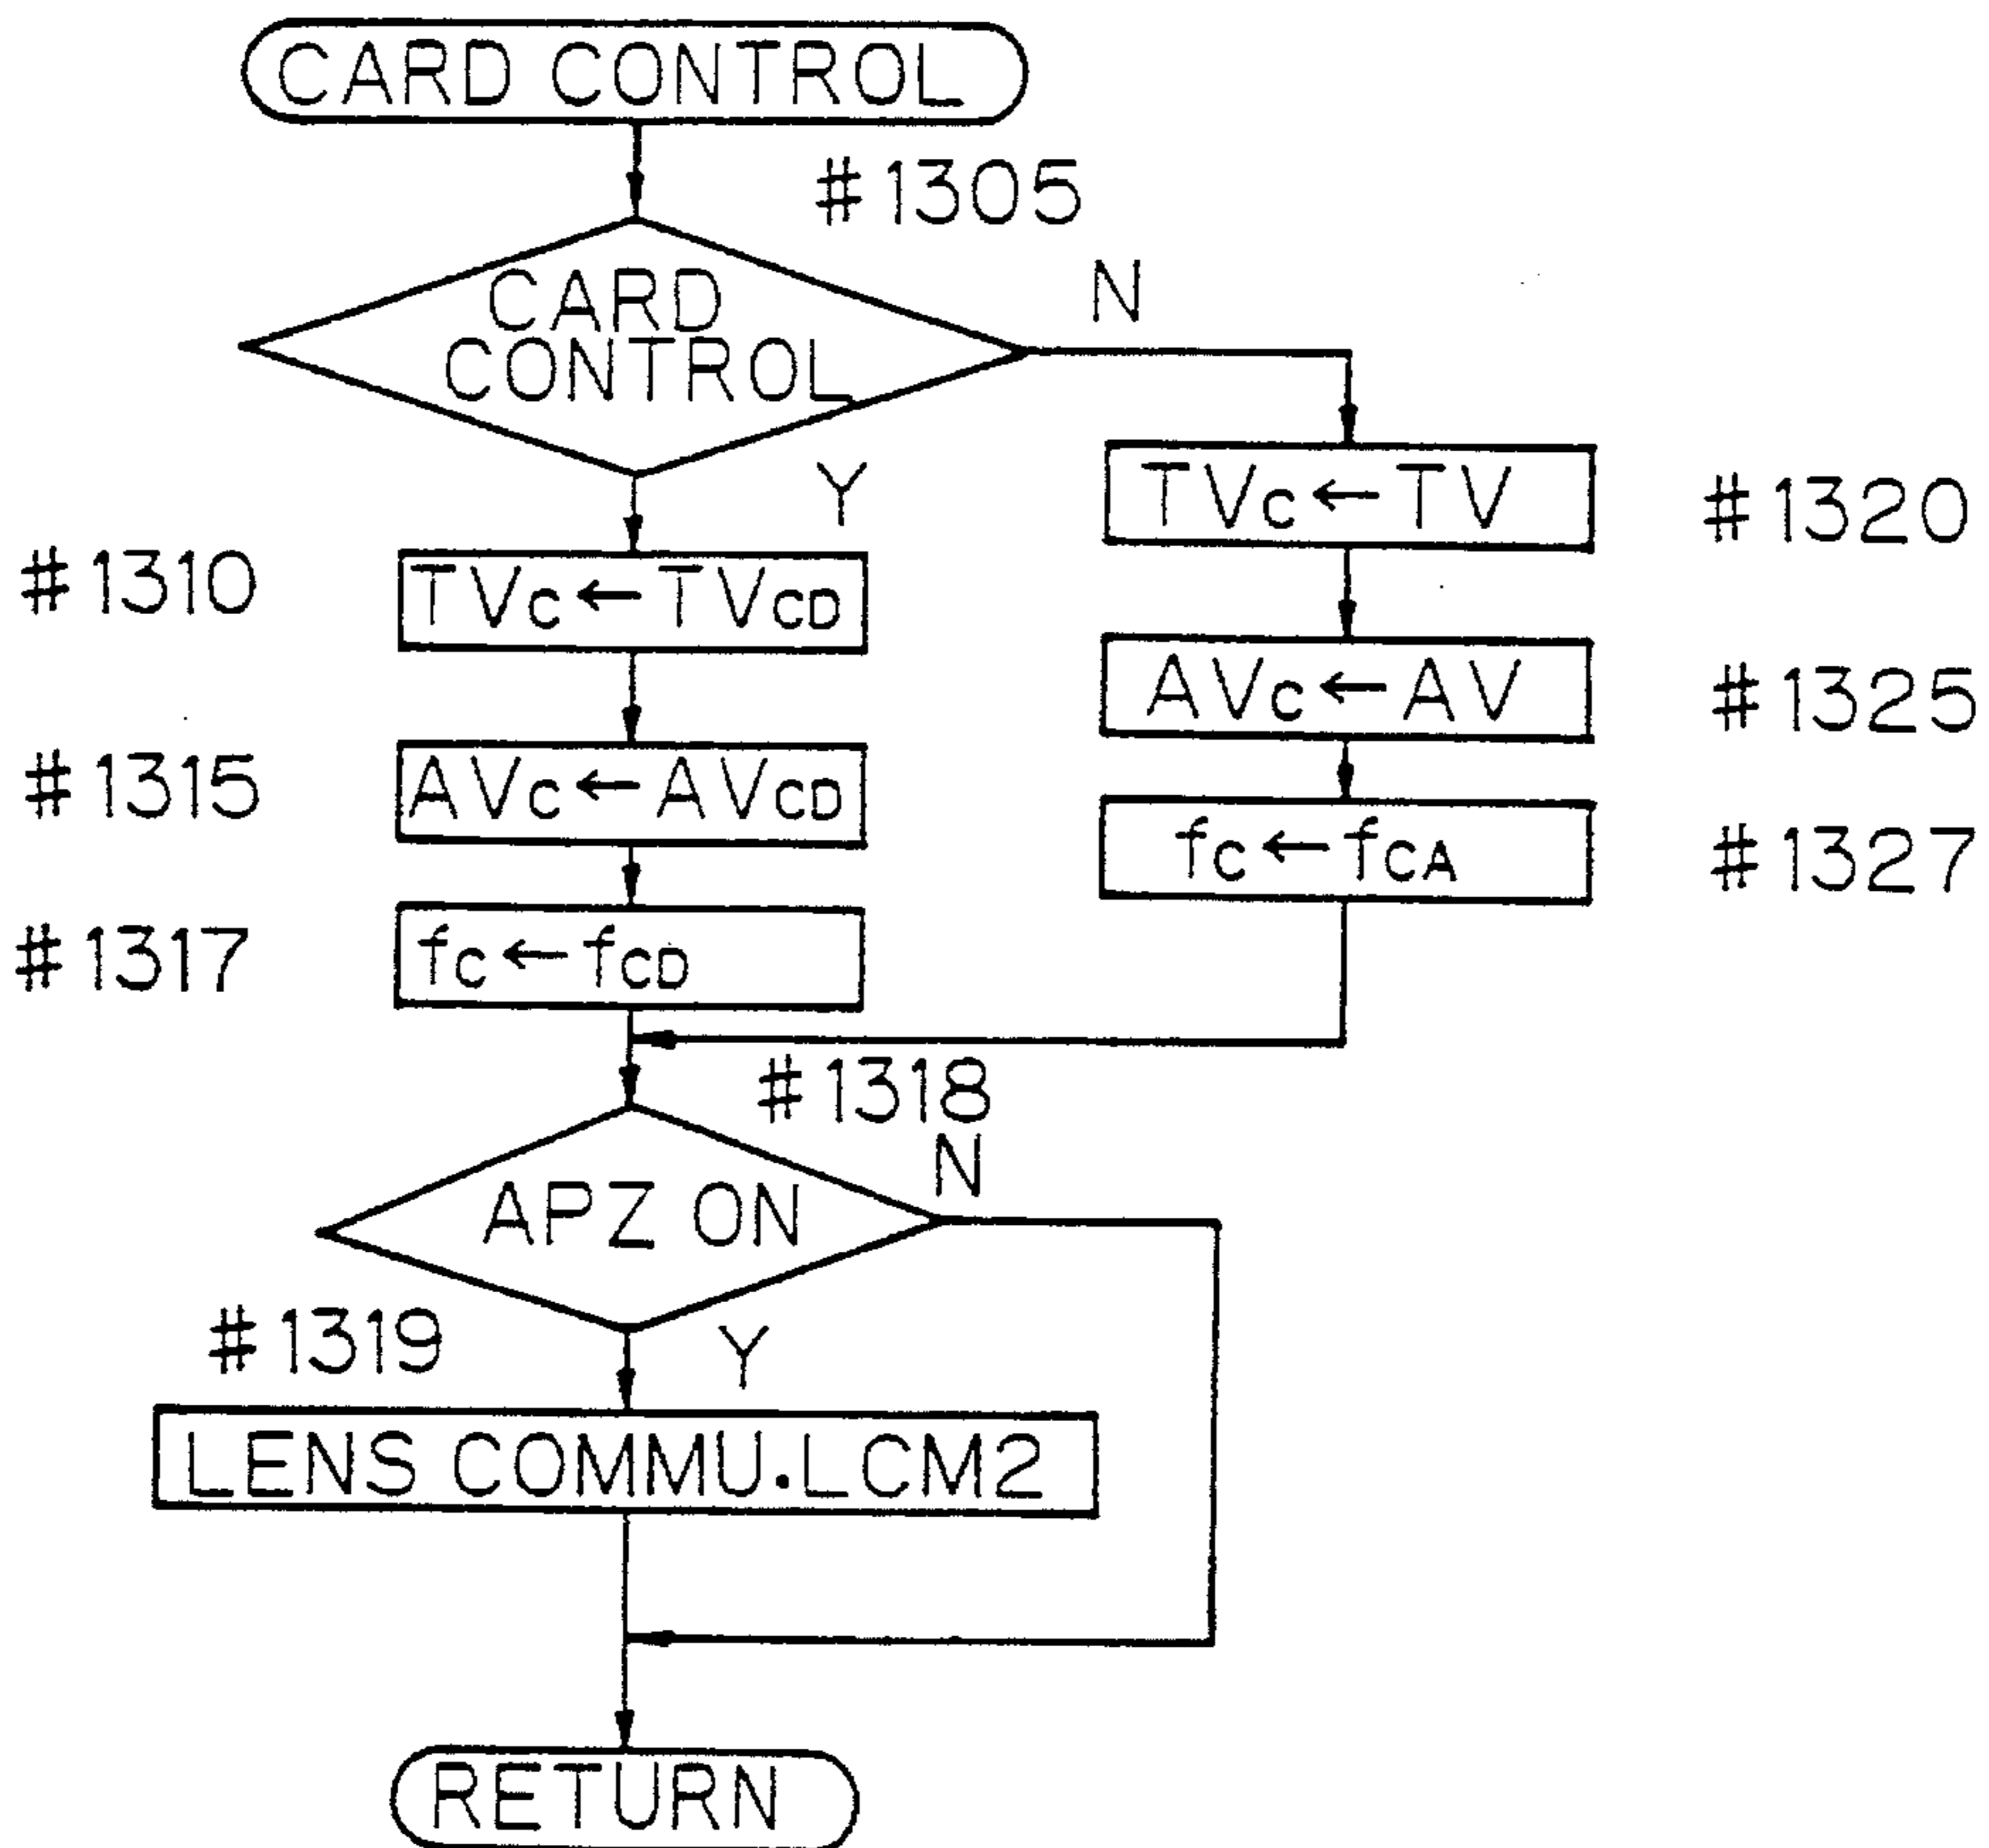 CARD CONTROL
#1305
CARD
CONTROL
N
Y
TVc←TV
#1320
#1310
TVc←TVCD
AVc←AV
#1325
#1315
AVc←AVCD
fc←fCA
#1327
#1317
fc←fCD
#1318
APZ ON
N
#1319
Y
LENS COMMU.LCM2
RETURN